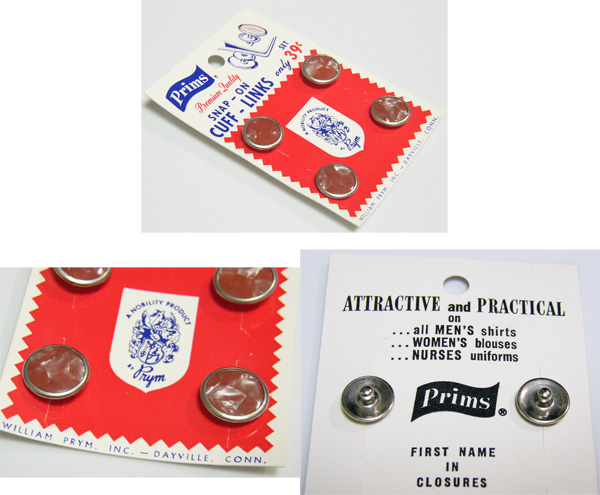 Prims
Premium Quality
SNAP-ON
CUFF-LINKS
only 39¢
SET
A NOBILITY PRODUCT
BY Prym
WILLIAM PRYM, INC.—DAYVILLE, CONN.
A NOBILITY PRODUCT
BY Prym
WILLIAM PRYM, INC.—DAYVILLE, CONN.
ATTRACTIVE and PRACTICAL
on
...all MEN'S shirts
...WOMEN'S blouses
...NURSES uniforms
Prims®
FIRST NAME
IN
CLOSURES